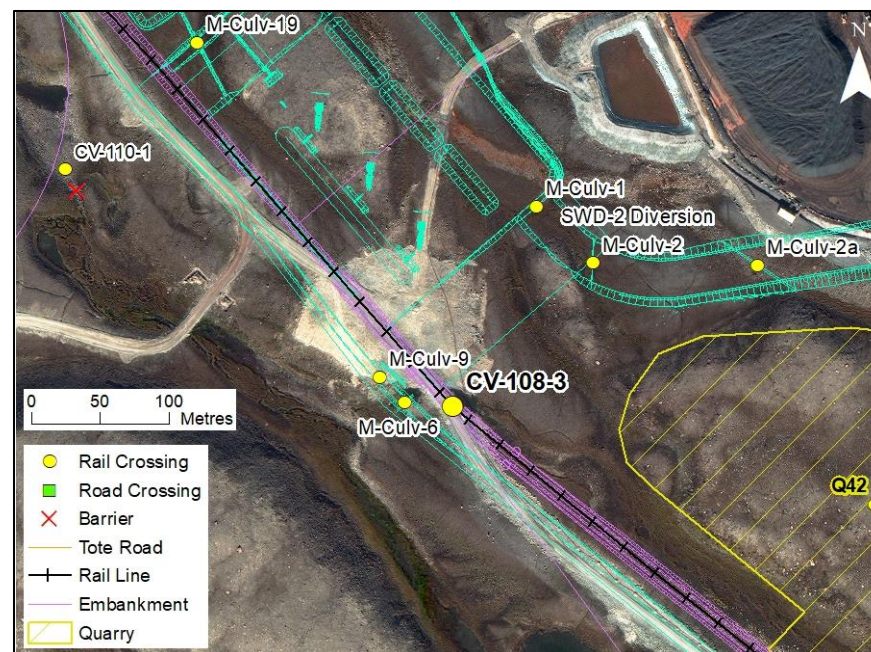 M-Culv-19
N
CV-110-1
M-Culv-1
SWD-2 Diversion
M-Culv-2
M-Culv-2a
M-Culv-9
CV-108-3
M-Culv-6
Q42
0 50 100
Metres
Rail Crossing
Road Crossing
Barrier
Tote Road
Rail Line
Embankment
Quarry